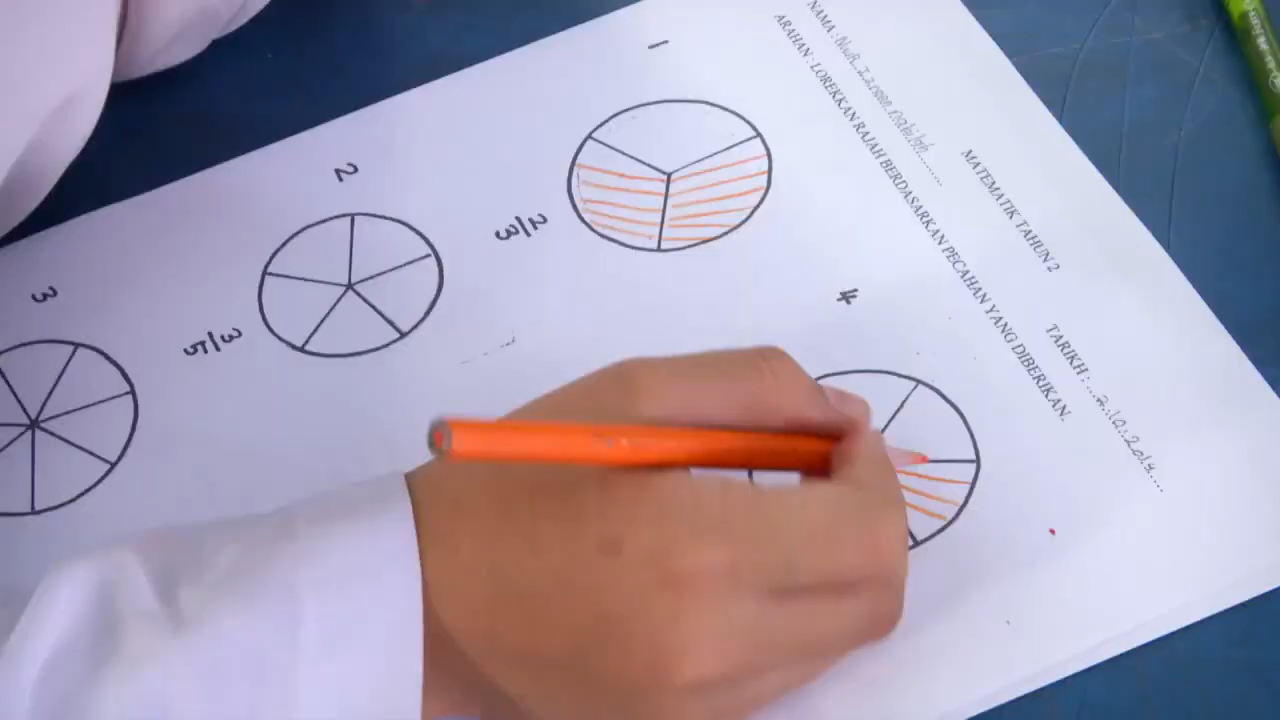 NAMA :
MATEMATIK TAHUN 2
TARIKH :
ARAHAN : LOREKKAN RAJAH BERDASARKAN PECAHAN YANG DIBERIKAN.
1
2/3
2
3/5
3
4